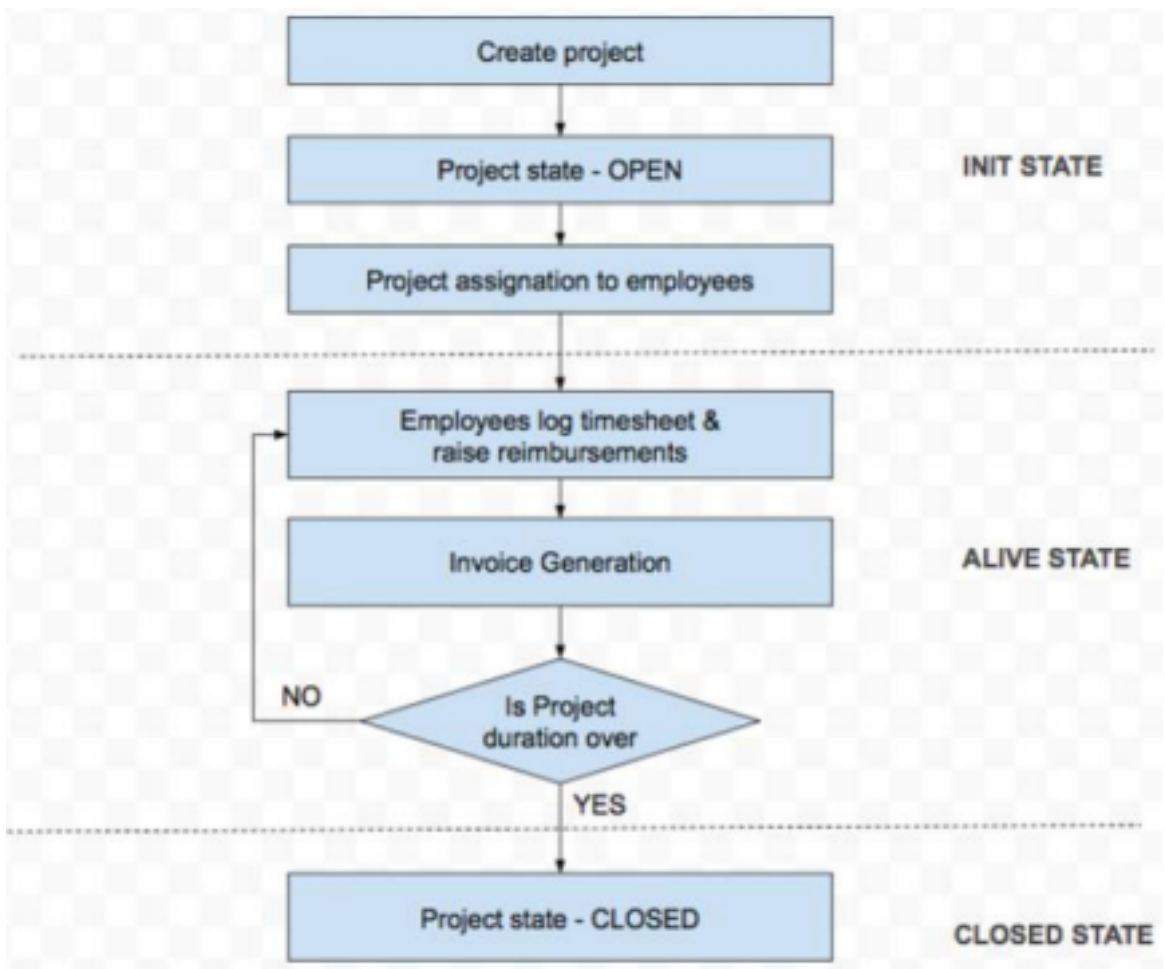 Create project
Project state - OPEN
INIT STATE
Project assignation to employees
Employees log timesheet &
raise reimbursements
Invoice Generation
ALIVE STATE
NO
Is Project
duration over
YES
Project state - CLOSED
CLOSED STATE